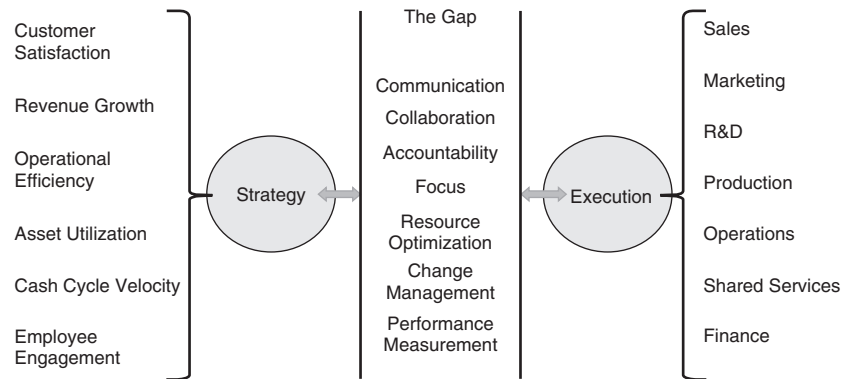 Customer
Satisfaction
Revenue Growth
Operational
Efficiency
Asset Utilization
Cash Cycle Velocity
Employee
Engagement
Strategy
The Gap
Communication
Collaboration
Accountability
Focus
Resource
Optimization
Change
Management
Performance
Measurement
Execution
Sales
Marketing
R&D
Production
Operations
Shared Services
Finance